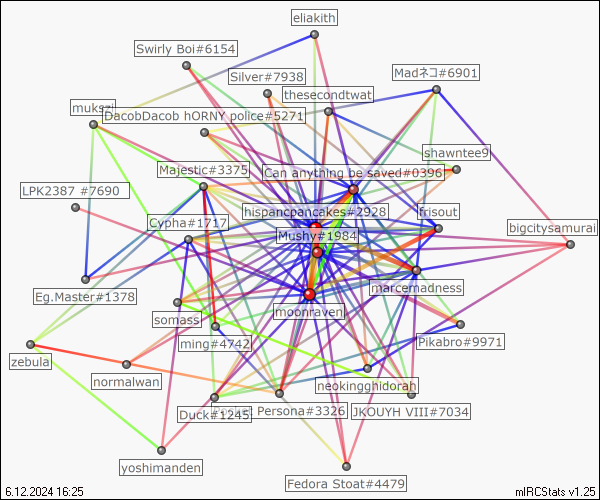 eliakith
Swirly Boi#6154
Silver#7938
Madネコ#6901
thesecondtwat
mukszi
DacobDacob hORNY police#5271
shawntee9
Majestic#3375
Can anything be saved#0396
LPK2387 #7690
hispancpancakes#2928
frisout
Cypha#1717
bigcitysamurai
Mushy#1984
marcernadness
Eg.Master#1378
moonraven
somass
Pikabro#9971
ming#4742
zebula
normalwan
neokingghidorah
Duck#1245
Persona#3326
JKOUYH VIII#7034
yoshimanden
Fedora Stoat#4479
6.12.2024 16:25
mIRCStats v1.25